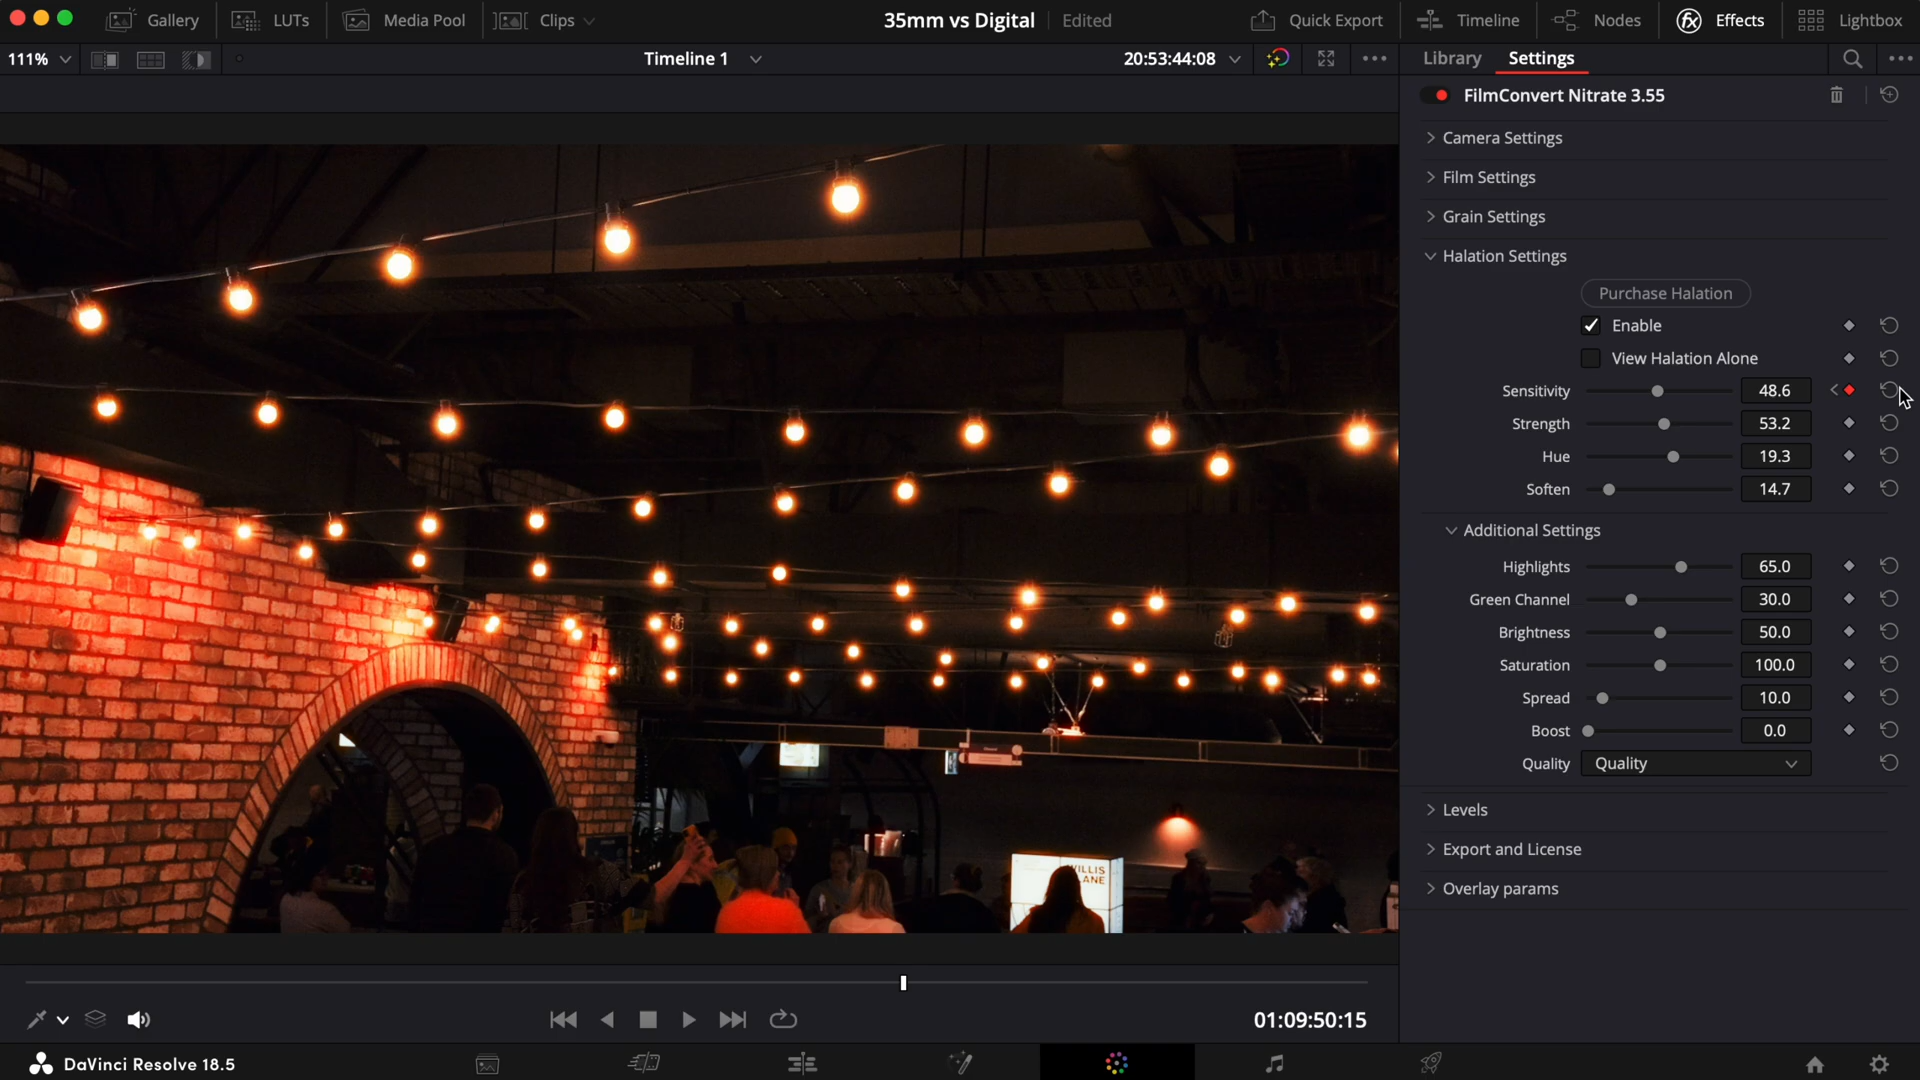 Gallery
LUTs
Media Pool
Clips
35mm vs Digital
Edited
Quick Export
Timeline
Nodes
Effects
Lightbox
111%
Timeline 1
20:53:44:08
Library
Settings
FilmConvert Nitrate 3.55
Camera Settings
Film Settings
Grain Settings
Halation Settings
Purchase Halation
Enable
View Halation Alone
Sensitivity 48.6
Strength 53.2
Hue 19.3
Soften 14.7
Additional Settings
Highlights 65.0
Green Channel 30.0
Brightness 50.0
Saturation 100.0
Spread 10.0
Boost 0.0
Quality Quality
Levels
Export and License
Overlay params
WILLIS
LANE
01:09:50:15
DaVinci Resolve 18.5